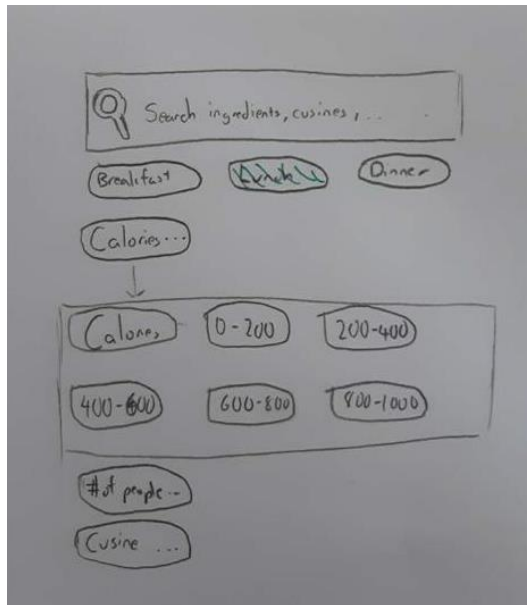 Search ingredients, cusines, ...
Breakfast Dinner
Calories...
Calories 0-200 200-400
400-600 600-800 800-1000
# of people...
Cusine ...